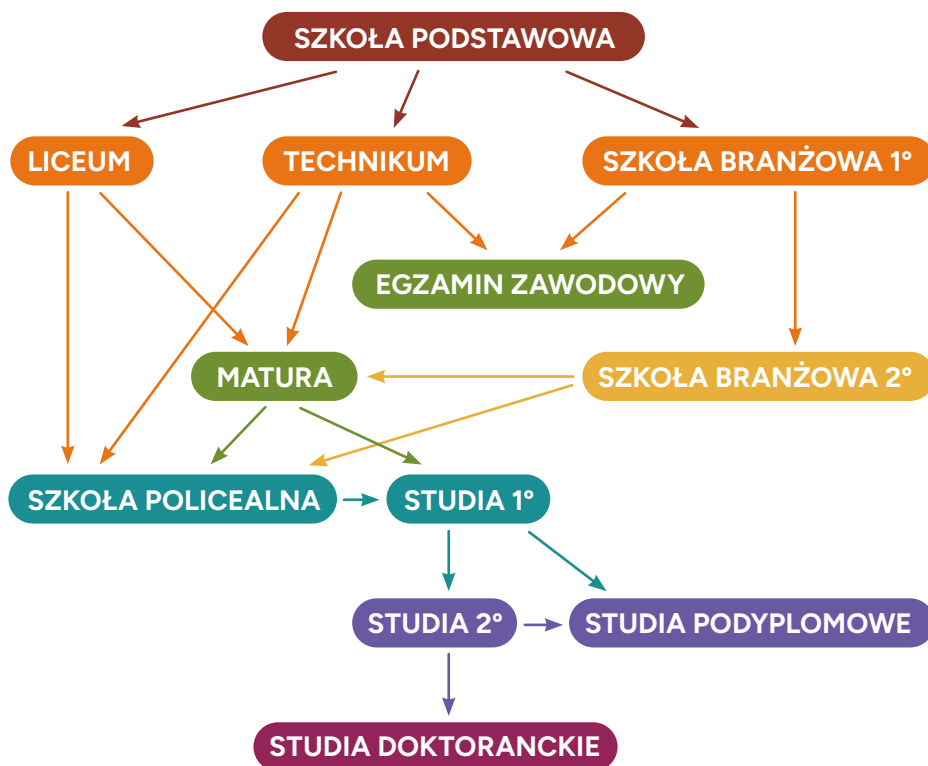 SZKOŁA PODSTAWOWA
LICEUM
TECHNIKUM
SZKOŁA BRANŻOWA 1°
EGZAMIN ZAWODOWY
MATURA
SZKOŁA BRANŻOWA 2°
SZKOŁA POLICEALNA
STUDIA 1°
STUDIA 2°
STUDIA PODYPLOMOWE
STUDIA DOKTORANCKIE